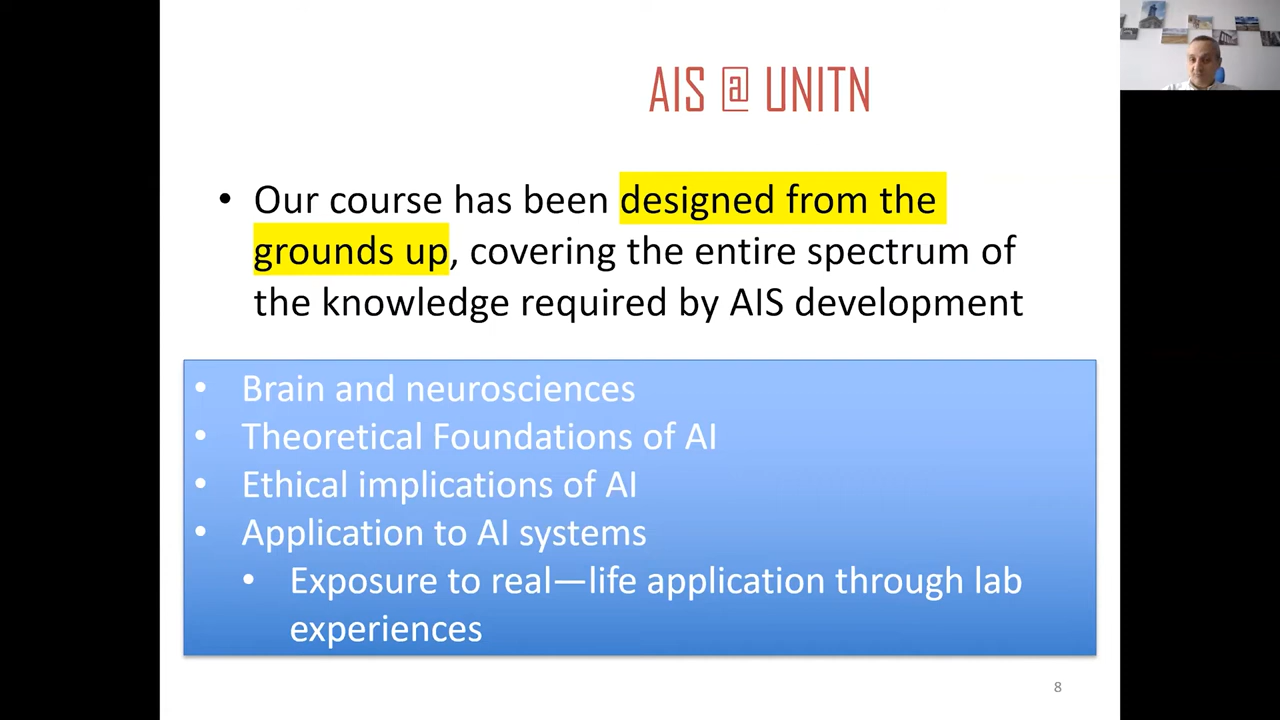 AIS @ UNITN
• Our course has been designed from the
grounds up, covering the entire spectrum of
the knowledge required by AIS development
• Brain and neurosciences
• Theoretical Foundations of AI
• Ethical implications of AI
• Application to AI systems
• Exposure to real—life application through lab
experiences
8